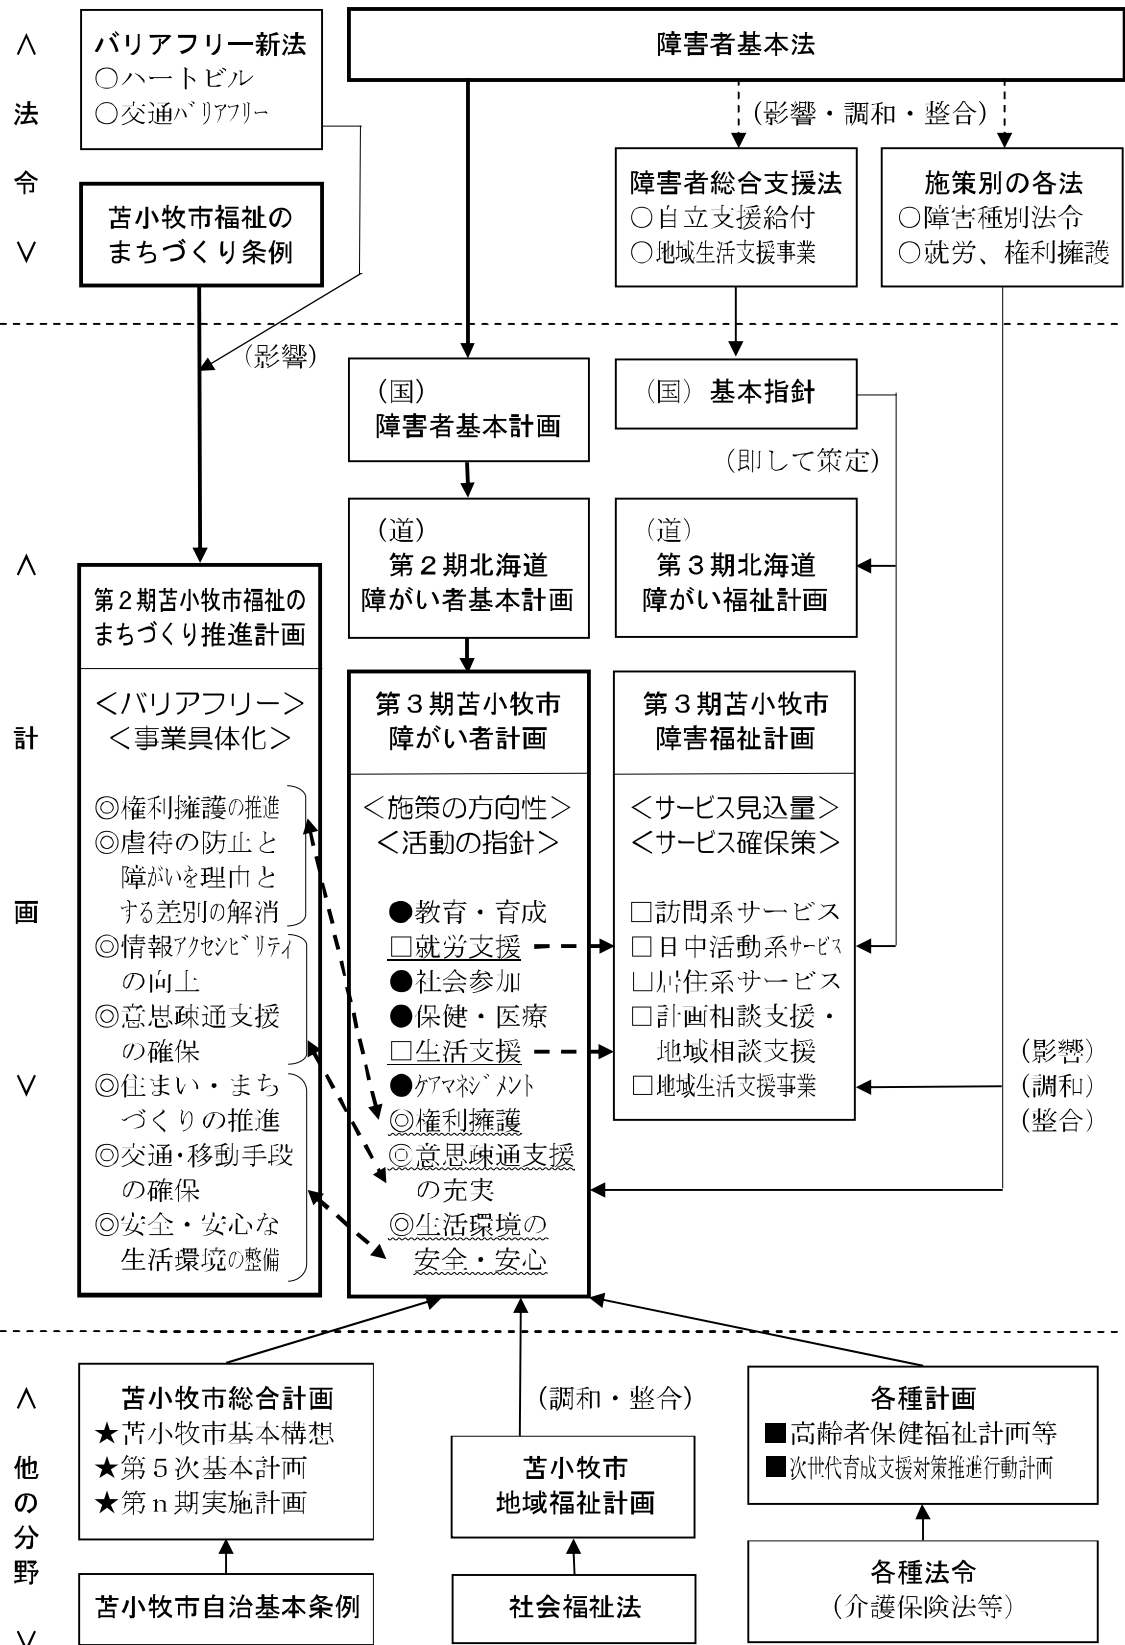 ＜法令＞
バリアフリー新法
○ハートビル
○交通バリアフリー
苫小牧市福祉の
まちづくり条例
障害者基本法
（影響・調和・整合）
障害者総合支援法
○自立支援給付
○地域生活支援事業
施策別の各法
○障害種別法令
○就労、権利擁護
（影響）
＜計画＞
（国）
障害者基本計画
（国）基本指針
（即して策定）
（道）
第２期北海道
障がい者基本計画
（道）
第３期北海道
障がい福祉計画
第２期苫小牧市福祉の
まちづくり推進計画
＜バリアフリー＞
＜事業具体化＞
◎権利擁護の推進
◎虐待の防止と
障がいを理由と
する差別の解消
◎情報アクセシビリティ
の向上
◎意思疎通支援
の確保
◎住まい・まち
づくりの推進
◎交通・移動手段
の確保
◎安全・安心な
生活環境の整備
第３期苫小牧市
障がい者計画
＜施策の方向性＞
＜活動の指針＞
●教育・育成
□就労支援
●社会参加
●保健・医療
□生活支援
●ケアマネジメント
◎権利擁護
◎意思疎通支援
の充実
◎生活環境の
安全・安心
第３期苫小牧市
障害福祉計画
＜サービス見込量＞
＜サービス確保策＞
□訪問系サービス
□日中活動系サービス
□居住系サービス
□計画相談支援・
地域相談支援
□地域生活支援事業
（影響）
（調和）
（整合）
＜他の分野＞
苫小牧市総合計画
★苫小牧市基本構想
★第５次基本計画
★第ｎ期実施計画
苫小牧市自治基本条例
（調和・整合）
苫小牧市
地域福祉計画
社会福祉法
各種計画
■高齢者保健福祉計画等
■次世代育成支援対策推進行動計画
各種法令
（介護保険法等）